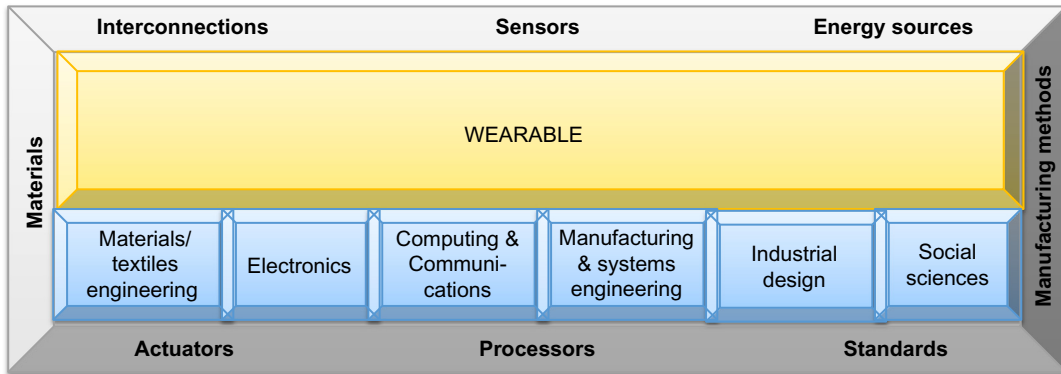 Interconnections
Sensors
Energy sources
Materials
WEARABLE
Manufacturing methods
Materials/
textiles
engineering
Electronics
Computing &
Communi-
cations
Manufacturing
& systems
engineering
Industrial
design
Social
sciences
Actuators
Processors
Standards